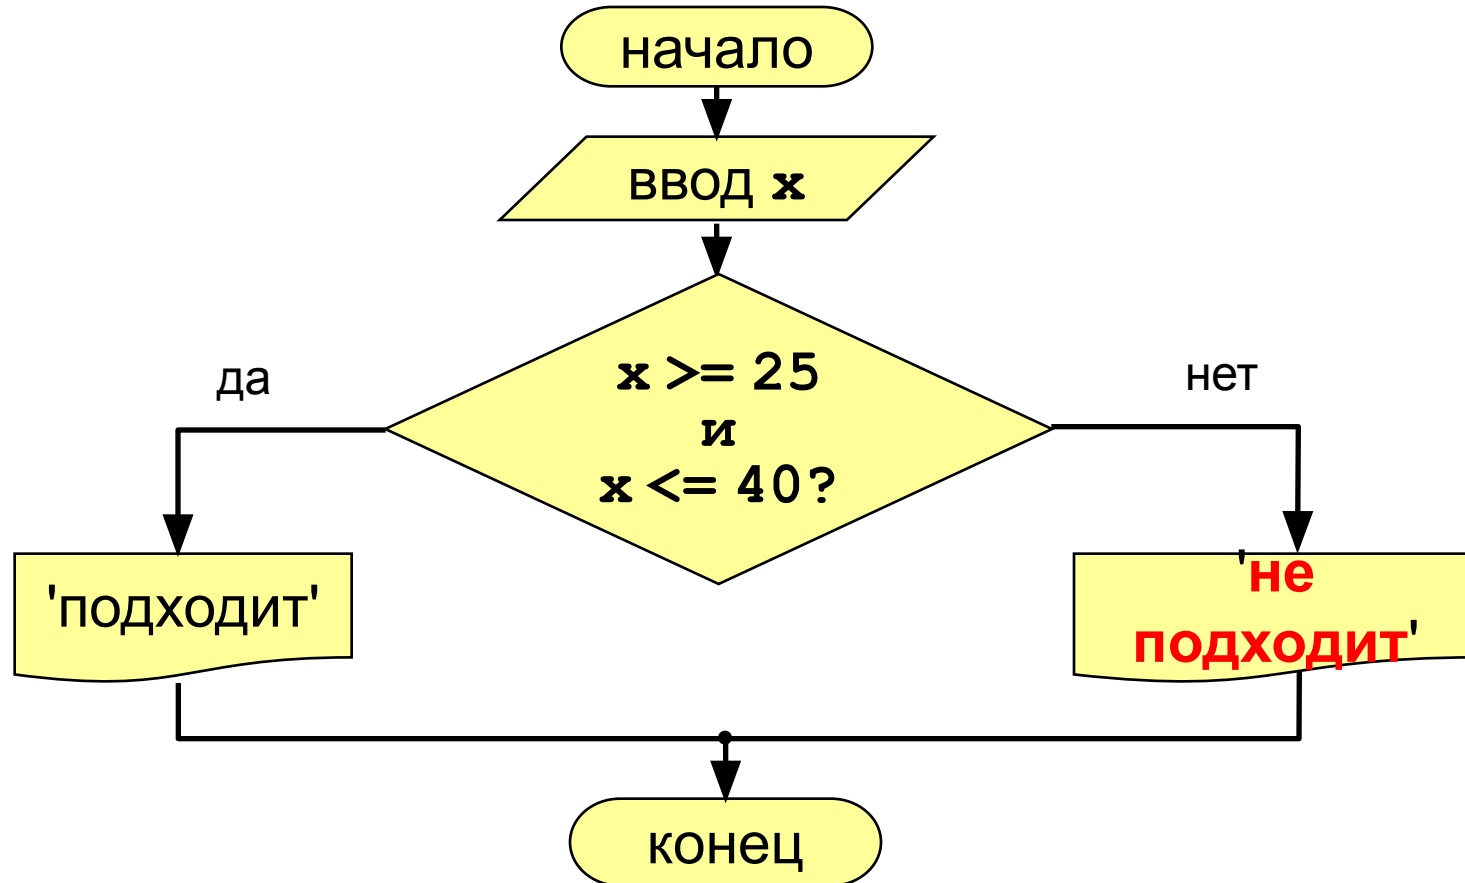 начало
ввод x
x >= 25
и
x <= 40?
да
нет
'подходит'
'не
подходит'
конец